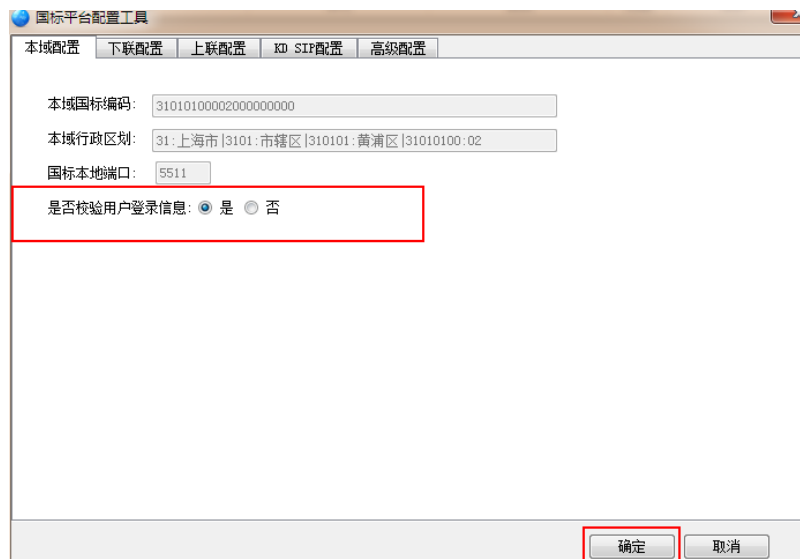 国标平台配置工具
本域配置 下联配置 上联配置 KD SIP配置 高级配置
本域国标编码: 31010100002000000000
本域行政区划: 31:上海市|3101:市辖区|310101:黄浦区|31010100:02
国标本地端口: 5511
是否校验用户登录信息: 是 否
确定 取消